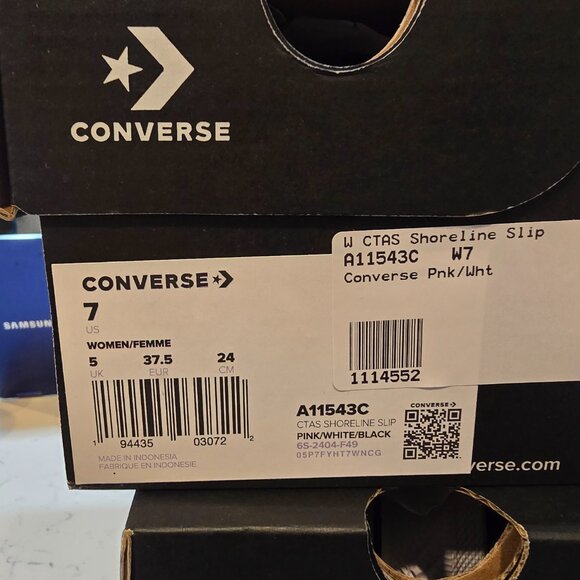 CONVERSE
W CTAS Shoreline Slip
A11543C W7
Converse Pnk/Wht
1114552
CONVERSE
7
US
WOMEN/FEMME
5 37.5 24
UK EUR CM
1 94435 03072 2
MADE IN INDONESIA
FABRIQUE EN INDONESIE
A11543C
CTAS SHORELINE SLIP
PINK/WHITE/BLACK
6S-2404-F49
05P7FYHT7WNCG
CONVERSE
verse.com
SAMSUN